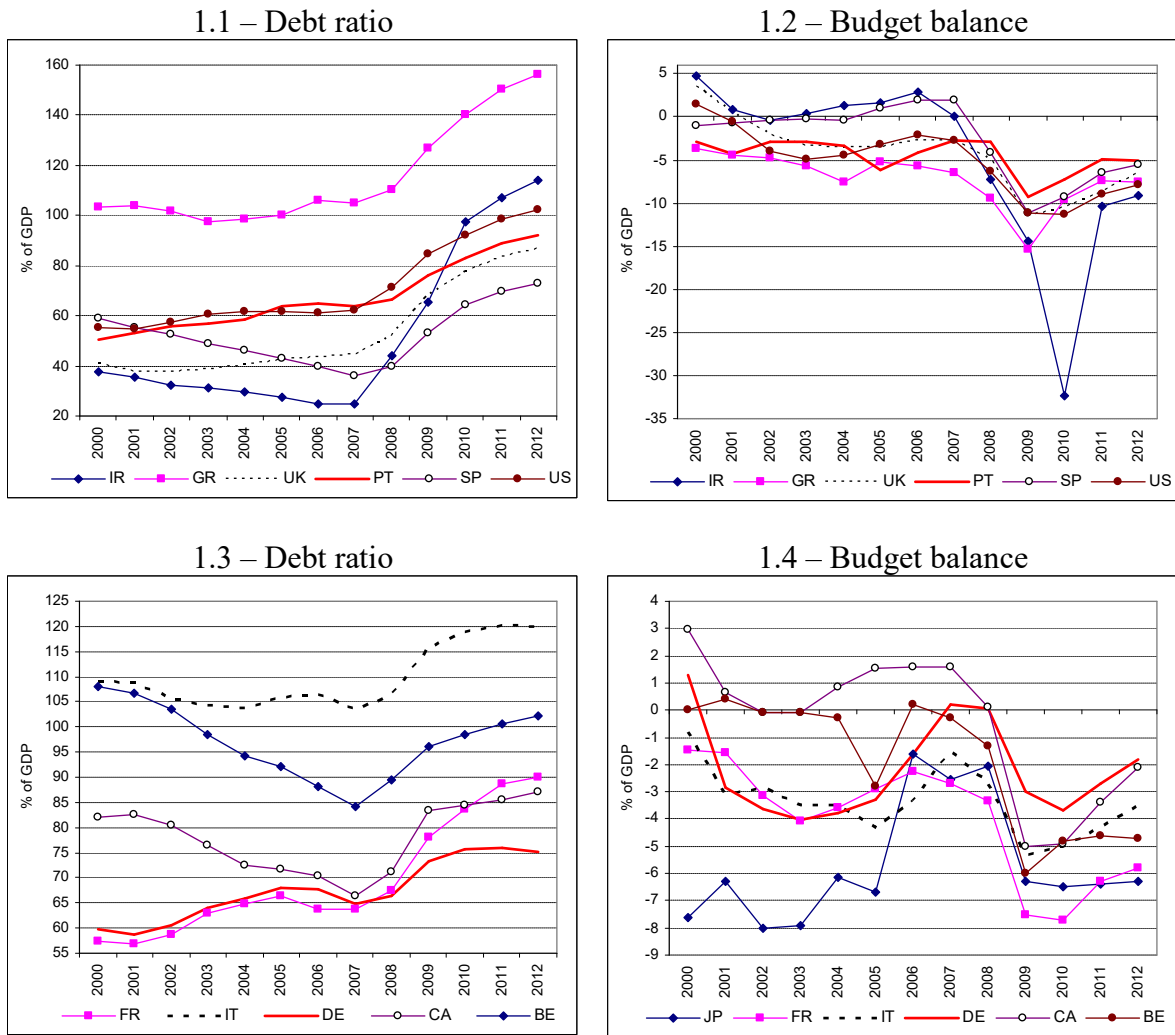 1.1 – Debt ratio
160
140
120
100
80
60
40
20
% of GDP
2000 2001 2002 2003 2004 2005 2006 2007 2008 2009 2010 2011 2012
IR GR UK PT SP US
1.2 – Budget balance
5
0
-5
-10
-15
-20
-25
-30
-35
% of GDP
2000 2001 2002 2003 2004 2005 2006 2007 2008 2009 2010 2011 2012
IR GR UK PT SP US
1.3 – Debt ratio
125
120
115
110
105
100
95
90
85
80
75
70
65
60
55
% of GDP
2000 2001 2002 2003 2004 2005 2006 2007 2008 2009 2010 2011 2012
FR IT DE CA BE
1.4 – Budget balance
4
3
2
1
0
-1
-2
-3
-4
-5
-6
-7
-8
-9
% of GDP
2000 2001 2002 2003 2004 2005 2006 2007 2008 2009 2010 2011 2012
JP FR IT DE CA BE